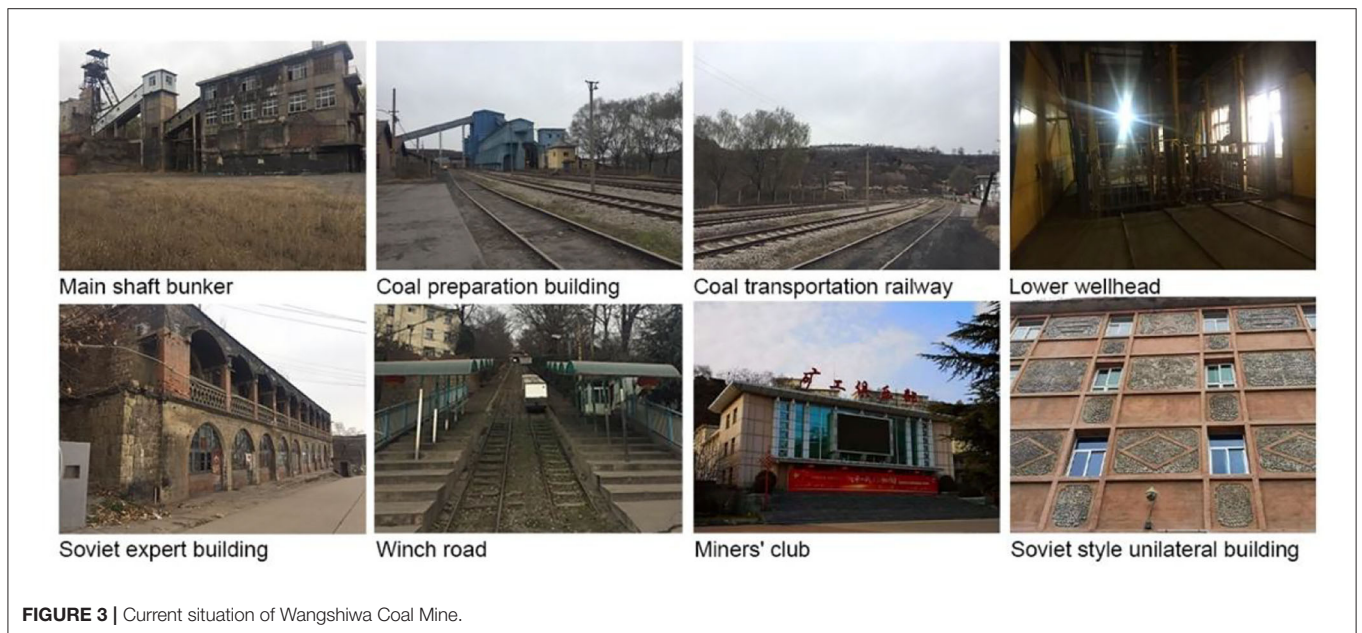 Main shaft bunker
Coal preparation building
Coal transportation railway
Lower wellhead
矿工俱乐部
Soviet expert building
Winch road
Miners' club
Soviet style unilateral building
FIGURE 3 | Current situation of Wangshiwa Coal Mine.